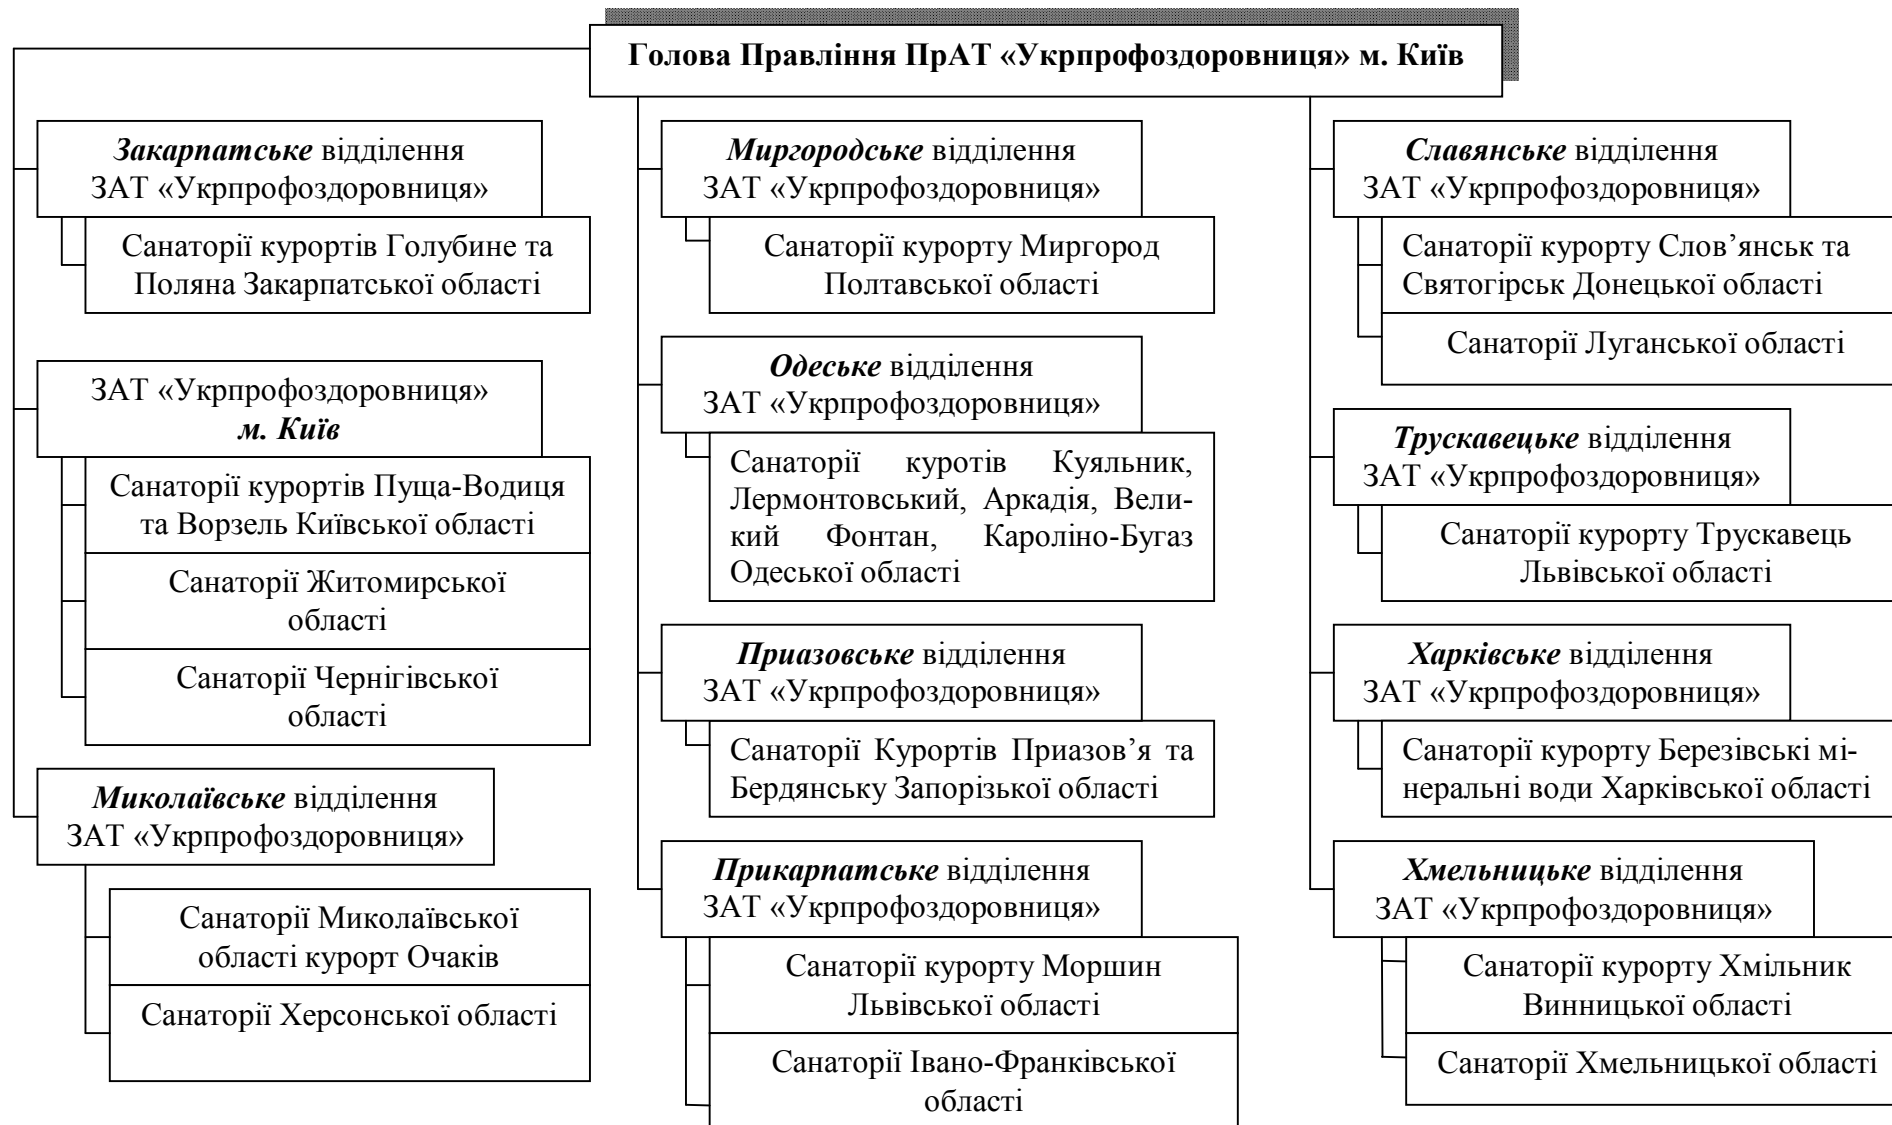 Голова Правління ПрАТ «Укрпрофоздоровниця» м. Київ
Закарпатське відділення
ЗАТ «Укрпрофоздоровниця»
Санаторії курортів Голубине та
Поляна Закарпатської області
ЗАТ «Укрпрофоздоровниця»
м. Київ
Санаторії курортів Пуща-Водиця
та Ворзель Київської області
Санаторії Житомирської
області
Санаторії Чернігівської
області
Миколаївське відділення
ЗАТ «Укрпрофоздоровниця»
Санаторії Миколаївської
області курорт Очаків
Санаторії Херсонської області
Миргородське відділення
ЗАТ «Укрпрофоздоровниця»
Санаторії курорту Миргород
Полтавської області
Одеське відділення
ЗАТ «Укрпрофоздоровниця»
Санаторії куротів Куяльник,
Лермонтовський, Аркадія, Вели-
кий Фонтан, Кароліно-Бугаз
Одеської області
Приазовське відділення
ЗАТ «Укрпрофоздоровниця»
Санаторії Курортів Приазов’я та
Бердянську Запорізької області
Прикарпатське відділення
ЗАТ «Укрпрофоздоровниця»
Санаторії курорту Моршин
Львівської області
Санаторії Івано-Франківської
області
Славянське відділення
ЗАТ «Укрпрофоздоровниця»
Санаторії курорту Слов’янськ та
Святогірськ Донецької області
Санаторії Луганської області
Трускавецьке відділення
ЗАТ «Укрпрофоздоровниця»
Санаторії курорту Трускавець
Львівської області
Харківське відділення
ЗАТ «Укрпрофоздоровниця»
Санаторії курорту Березівські мі-
неральні води Харківської області
Хмельницьке відділення
ЗАТ «Укрпрофоздоровниця»
Санаторії курорту Хмільник
Винницької області
Санаторії Хмельницької області